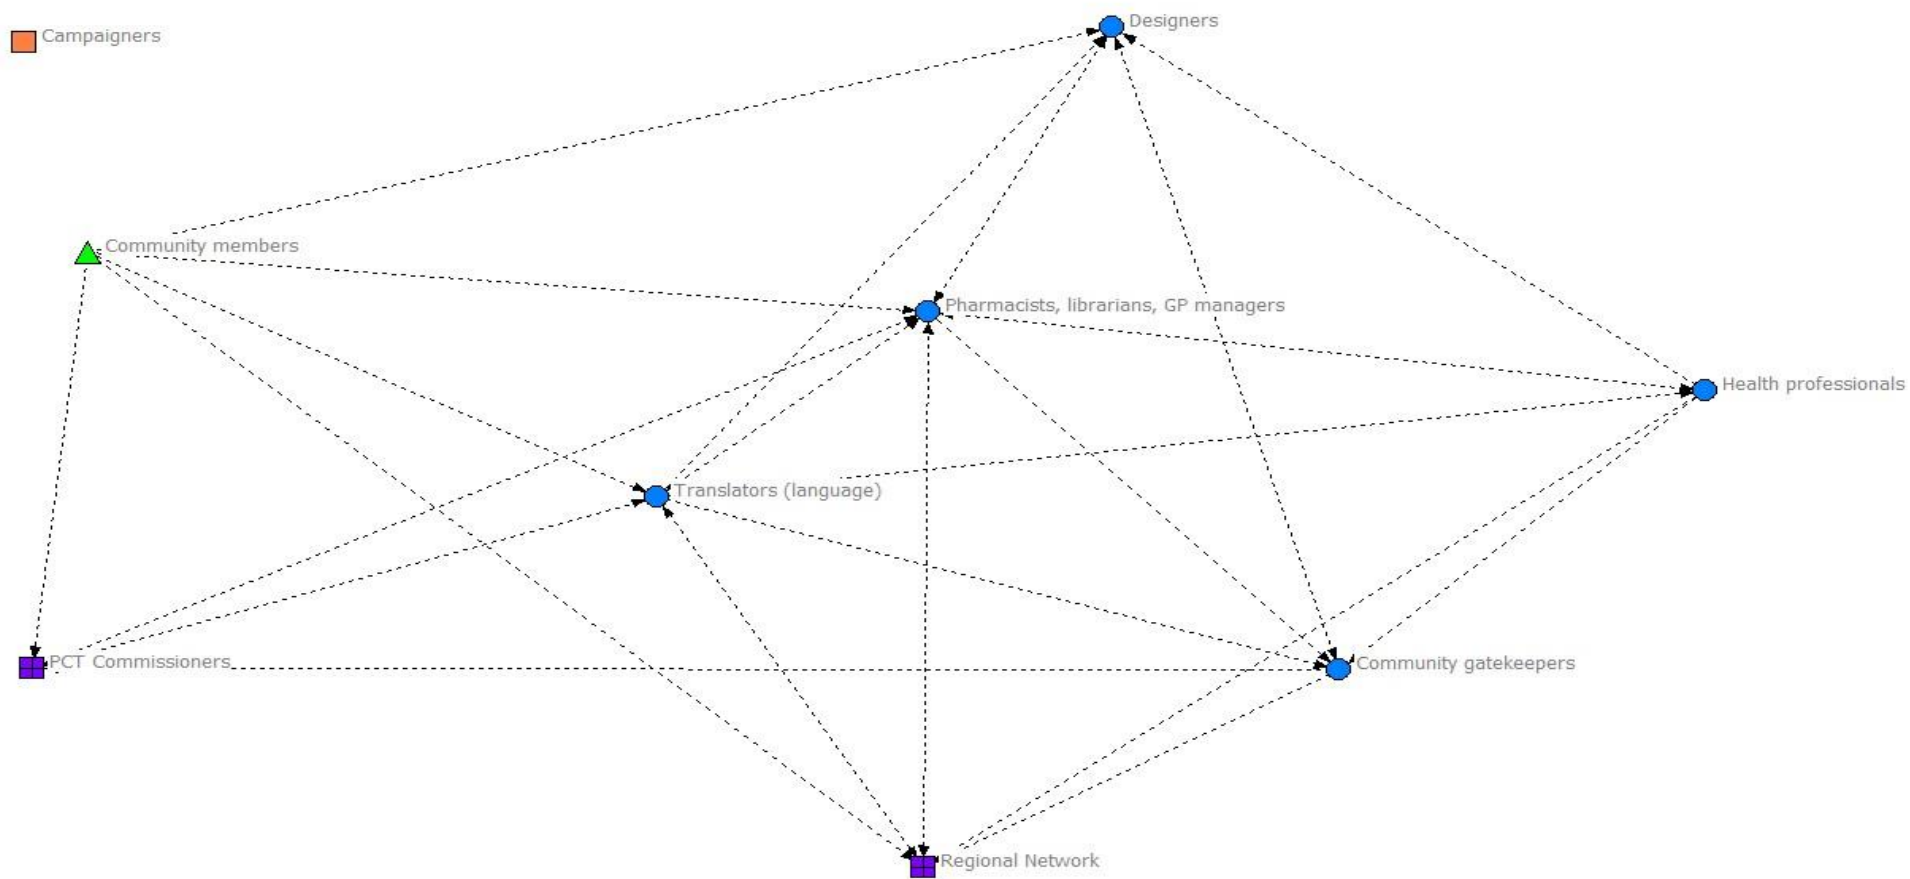 Designers
Campaigners
Community members
Pharmacists, librarians, GP managers
Health professionals
Translators (language)
PCT Commissioners
Community gatekeepers
Regional Network